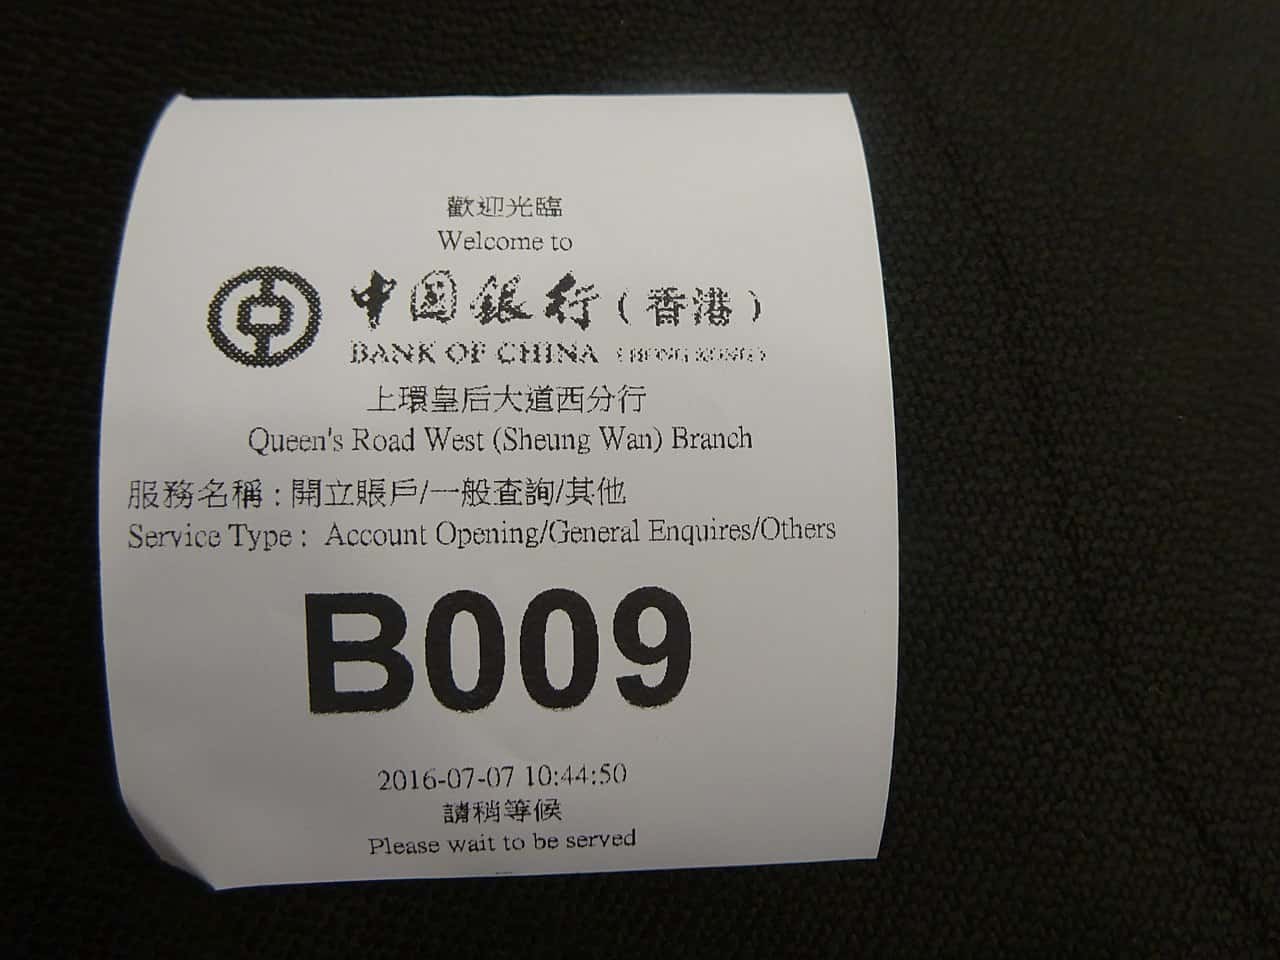 歡迎光臨
Welcome to
中国銀行（香港）
BANK OF CHINA (HONG KONG)
上環皇后大道西分行
Queen's Road West (Sheung Wan) Branch
服務名稱 : 開立賬戶/一般查詢/其他
Service Type :  Account Opening/General Enquires/Others
B009
2016-07-07 10:44:50
請稍等候
Please wait to be served